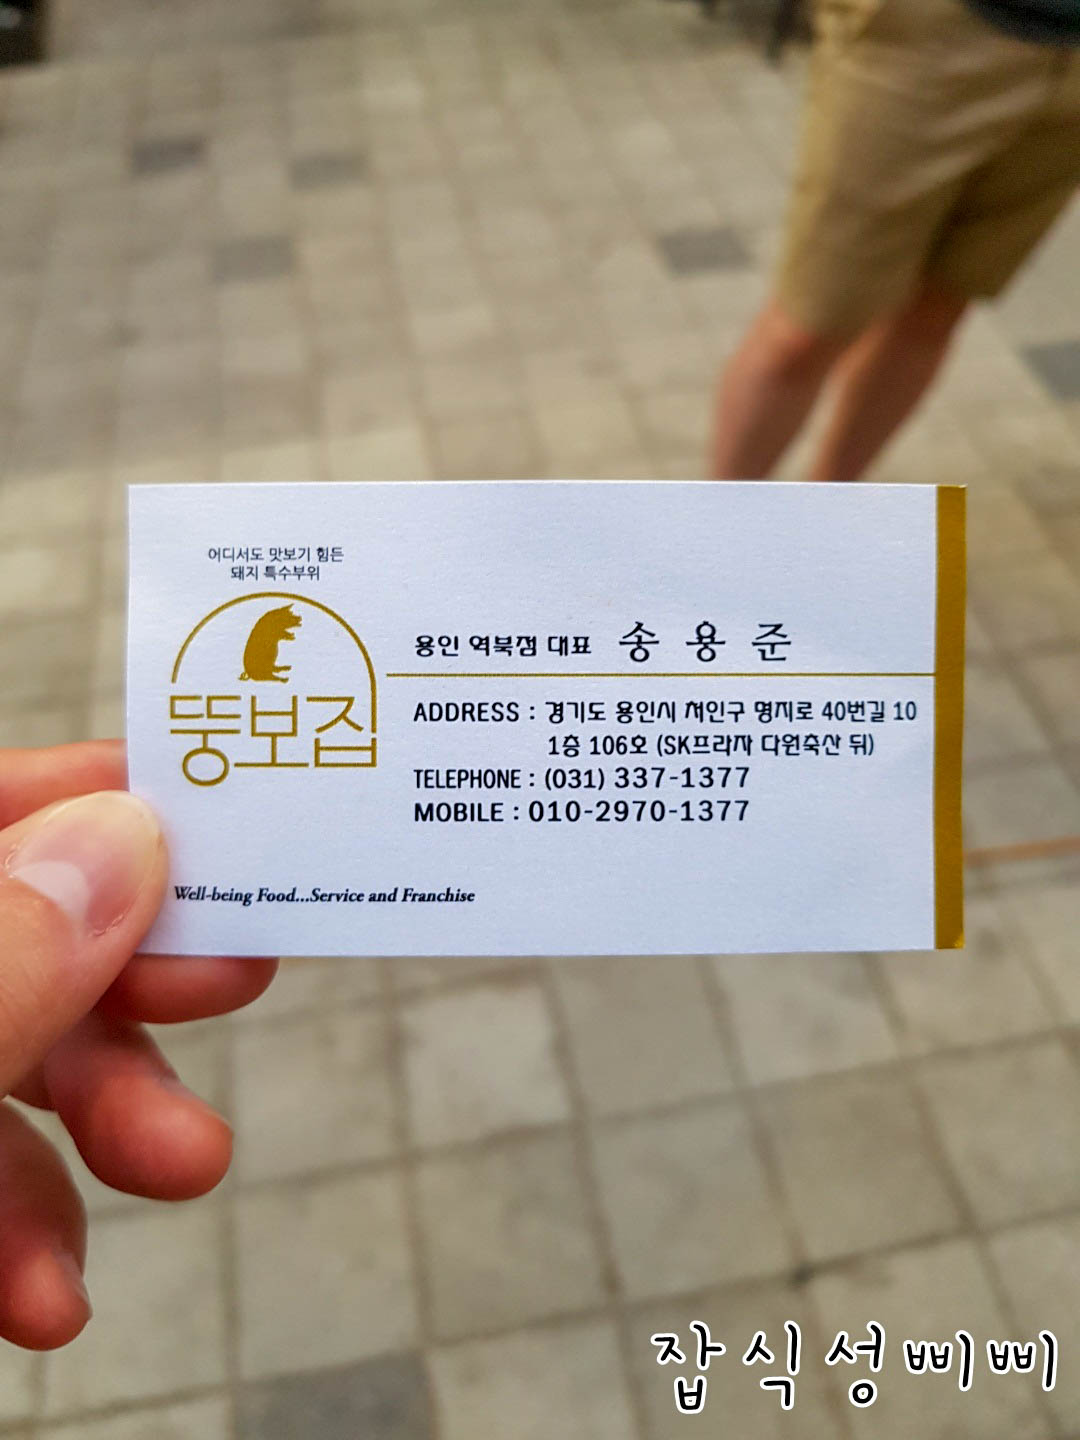 어디서도 맛보기 힘든
돼지 특수부위
뚱보집
용인 역북점 대표 송용준
ADDRESS : 경기도 용인시 처인구 명지로 40번길 10
1층 106호 (SK프라자 다원축산 뒤)
TELEPHONE : (031) 337-1377
MOBILE : 010-2970-1377
Well-being Food...Service and Franchise
잡식성삐삐